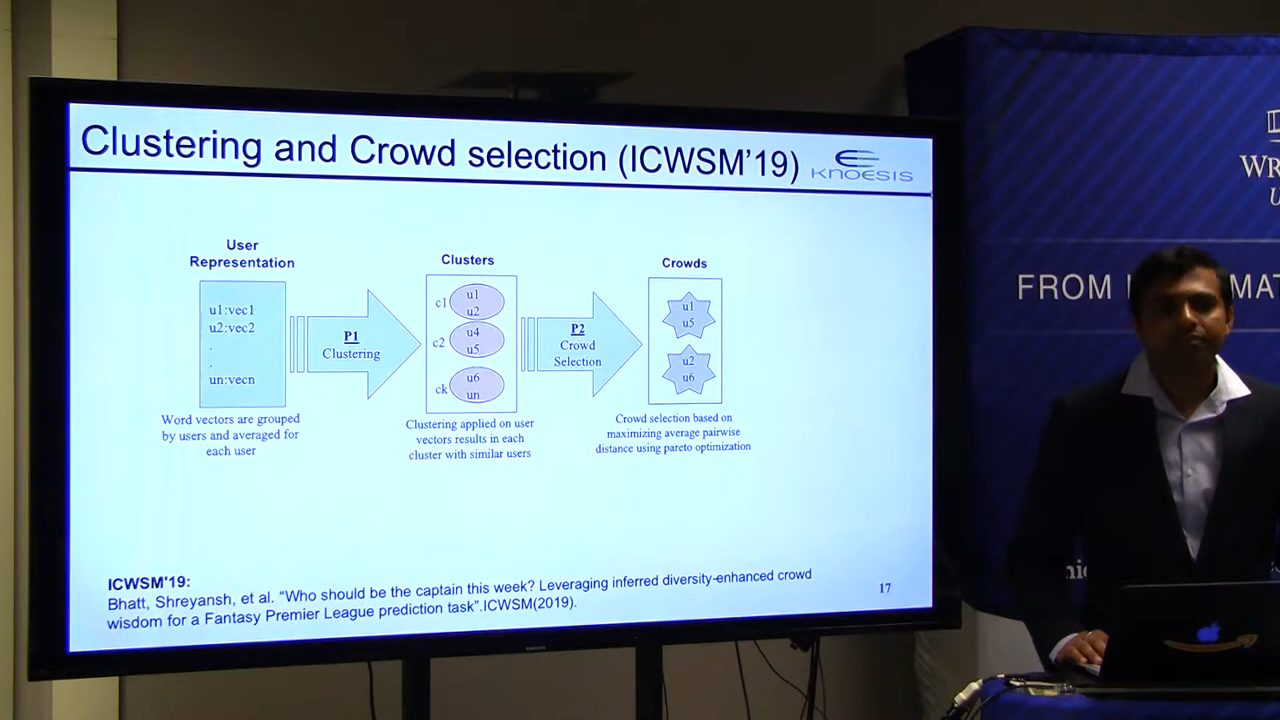 Clustering and Crowd selection (ICWSM'19)
KNOESIS
User
Representation
u1:vec1
u2:vec2
.
.
un:vecn
Word vectors are grouped
by users and averaged for
each user
P1
Clustering
Clusters
c1
u1
u2
c2
u4
u5
ck
u6
un
Clustering applied on user
vectors results in each
cluster with similar users
P2
Crowd
Selection
Crowds
u1
u5
u2
u6
Crowd selection based on
maximizing average pairwise
distance using pareto optimization
ICWSM'19:
Bhatt, Shreyansh, et al. "Who should be the captain this week? Leveraging inferred diversity-enhanced crowd
wisdom for a Fantasy Premier League prediction task".ICWSM(2019).
17
WR
U
FROM
MAT